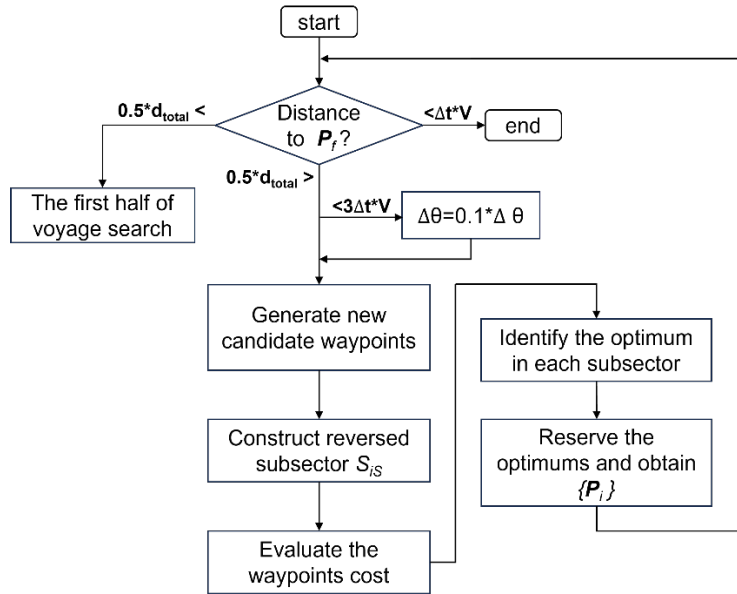 start
0.5*d_total <
Distance
to P_f?
<Δt*V
end
The first half of
voyage search
0.5*d_total >
<3Δt*V
Δθ=0.1*Δ θ
Generate new
candidate waypoints
Identify the optimum
in each subsector
Construct reversed
subsector S_iS
Reserve the
optimums and obtain
{P_i}
Evaluate the
waypoints cost